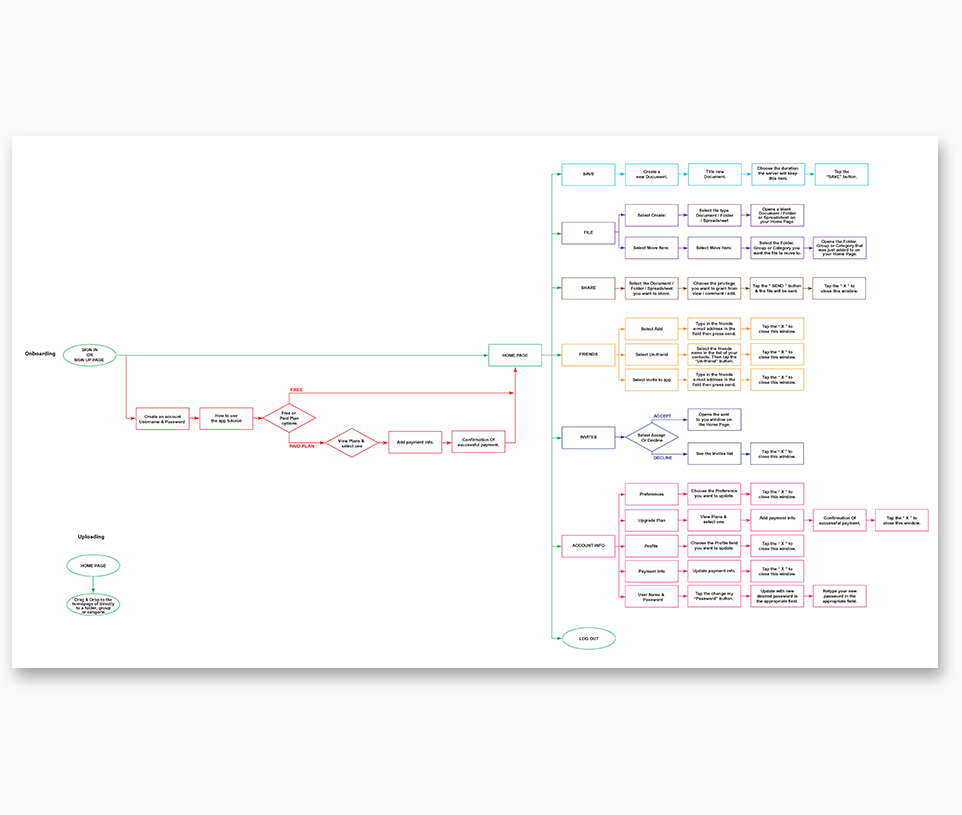 Onboarding
SIGN IN
OR
SIGN UP PAGE
Create an account
Username & Password
How to use
the app tutorial
Free or
Paid Plan
options
FREE
PAID PLAN
View Plans &
select one
Add payment info.
Confirmation Of
successful payment.
HOME PAGE
SAVE
Create a
new Document.
Title new
Document.
Choose the duration
the server will keep
this item.
Tap the
"SAVE" button.
FILE
Select Create:
Select file type
Document / Folder
/ Spreadsheet
Opens a blank
Document / Folder
or Spreadsheet on
your Home Page.
Select Move Item:
Select Move Item:
Select the Folder,
Group or Category you
want the file to move to.
Opens the Folder,
Group or Category that
was just added to on
your Home Page.
SHARE
Select the Document /
Folder / Spreadsheet
you want to share.
Choose the privilege
you want to grant from
view / comment / edit.
Tap the " SEND " button
& the file will be sent.
Tap the " X " to
close this window.
FRIENDS
Select Add
Type in the friends
e-mail address in the
field then press send.
Tap the " X " to
close this window.
Select Un-friend
Select the friends
name in the list of your
contacts. Then tap the
"Un-friend" button.
Tap the " X " to
close this window.
Select Invite to app
Type in the friends
e-mail address in the
field then press send.
Tap the " X " to
close this window.
INVITES
Select Accept
Or Decline
ACCEPT
Opens the sent
to you window on
the Home Page.
DECLINE
See the Invites list
Tap the " X " to
close this window.
ACCOUNT INFO
Preferences
Choose the Preference
you want to update.
Tap the " X " to
close this window.
Upgrade Plan
View Plans &
select one.
Add payment info
Confirmation Of
successful payment.
Tap the " X " to
close this window.
Profile
Choose the Profile field
you want to update.
Tap the " X " to
close this window.
Payment Info
Update payment info.
Tap the " X " to
close this window.
User Name &
Password
Tap the change my
"Password" button.
Update with new
desired password in
the appropriate field.
Retype your new
password in the
appropriate field.
LOG OUT
Uploading
HOME PAGE
Drag & Drop to the
homepage of directly
to a folder, group
or categorie.